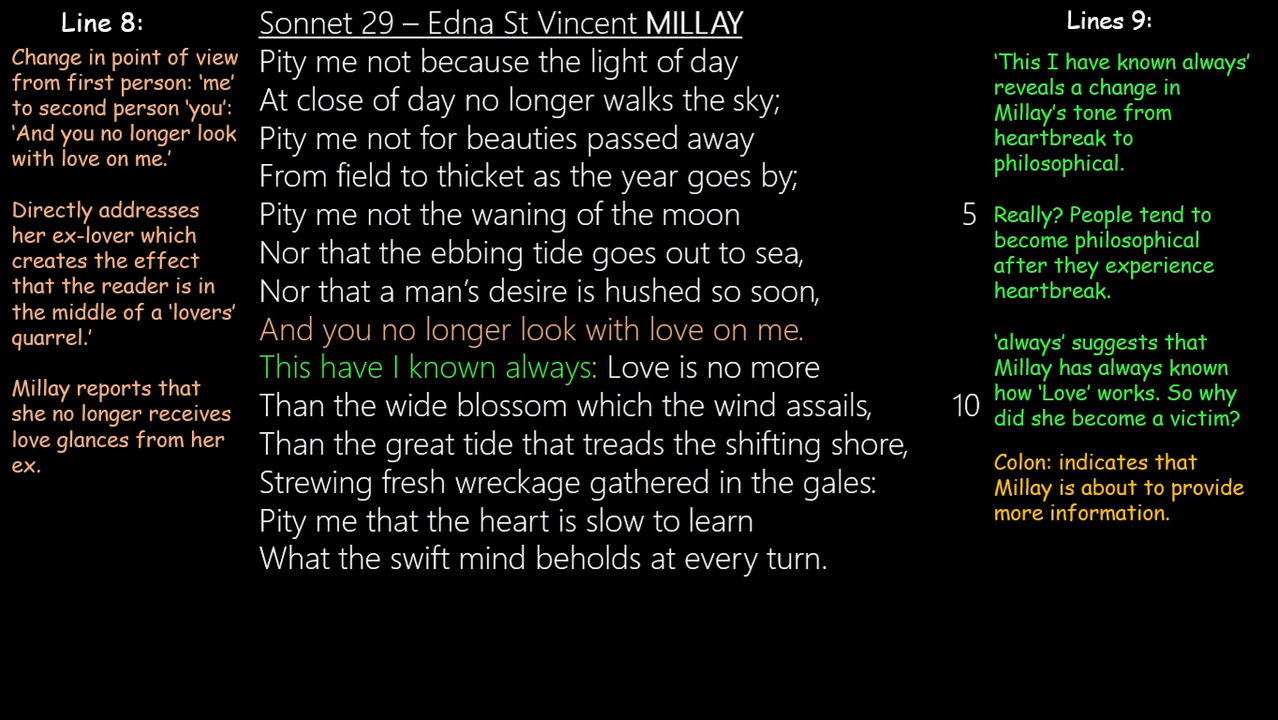 Line 8:
Change in point of view
from first person: ‘me’
to second person ‘you’:
‘And you no longer look
with love on me.’
Directly addresses
her ex-lover which
creates the effect
that the reader is in
the middle of a ‘lovers’
quarrel.’
Millay reports that
she no longer receives
love glances from her
ex.
Sonnet 29 – Edna St Vincent MILLAY
Pity me not because the light of day
At close of day no longer walks the sky;
Pity me not for beauties passed away
From field to thicket as the year goes by;
Pity me not the waning of the moon
5
Nor that the ebbing tide goes out to sea,
Nor that a man’s desire is hushed so soon,
And you no longer look with love on me.
This have I known always: Love is no more
Than the wide blossom which the wind assails,
10
Than the great tide that treads the shifting shore,
Strewing fresh wreckage gathered in the gales:
Pity me that the heart is slow to learn
What the swift mind beholds at every turn.
Lines 9:
‘This I have known always’
reveals a change in
Millay’s tone from
heartbreak to
philosophical.
Really? People tend to
become philosophical
after they experience
heartbreak.
‘always’ suggests that
Millay has always known
how ‘Love’ works. So why
did she become a victim?
Colon: indicates that
Millay is about to provide
more information.